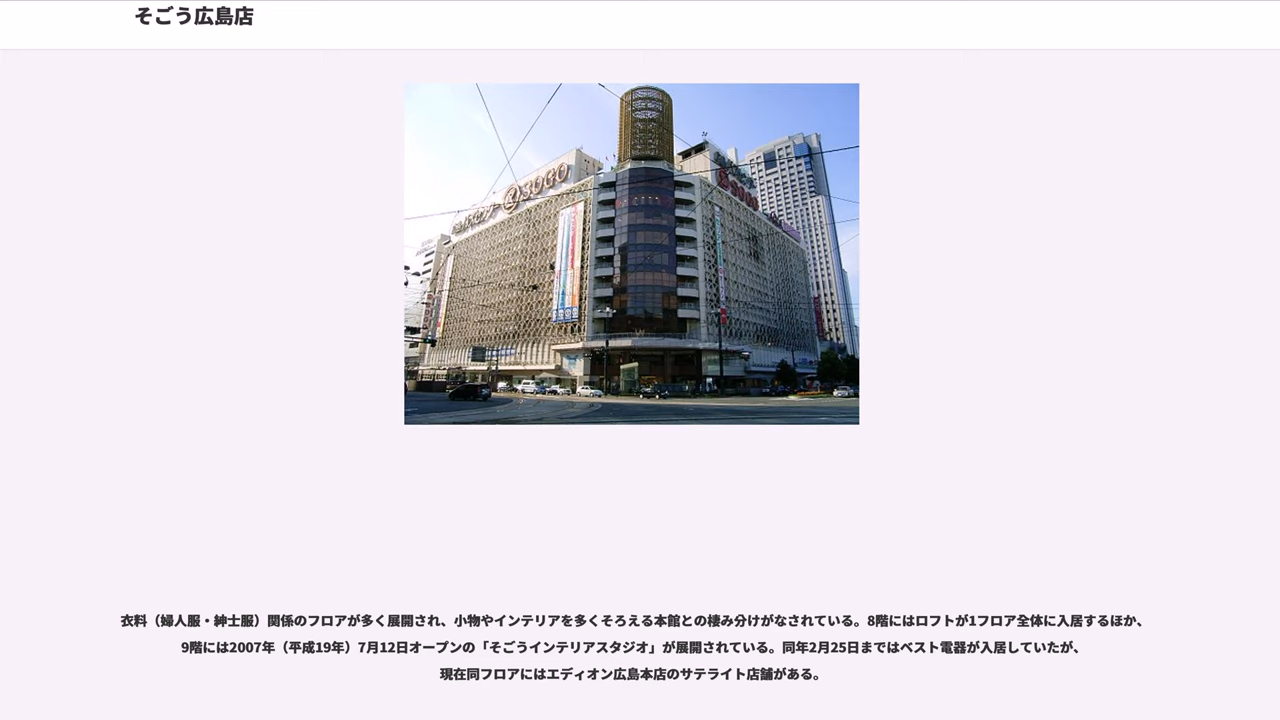 そごう広島店
SOGO
SOGO
衣料（婦人服・紳士服）関係のフロアが多く展開され、小物やインテリアを多くそろえる本館との棲み分けがなされている。8階にはロフトが1フロア全体に入居するほか、
9階には2007年（平成19年）7月12日オープンの「そごうインテリアスタジオ」が展開されている。同年2月25日まではベスト電器が入居していたが、
現在同フロアにはエディオン広島本店のサテライト店舗がある。